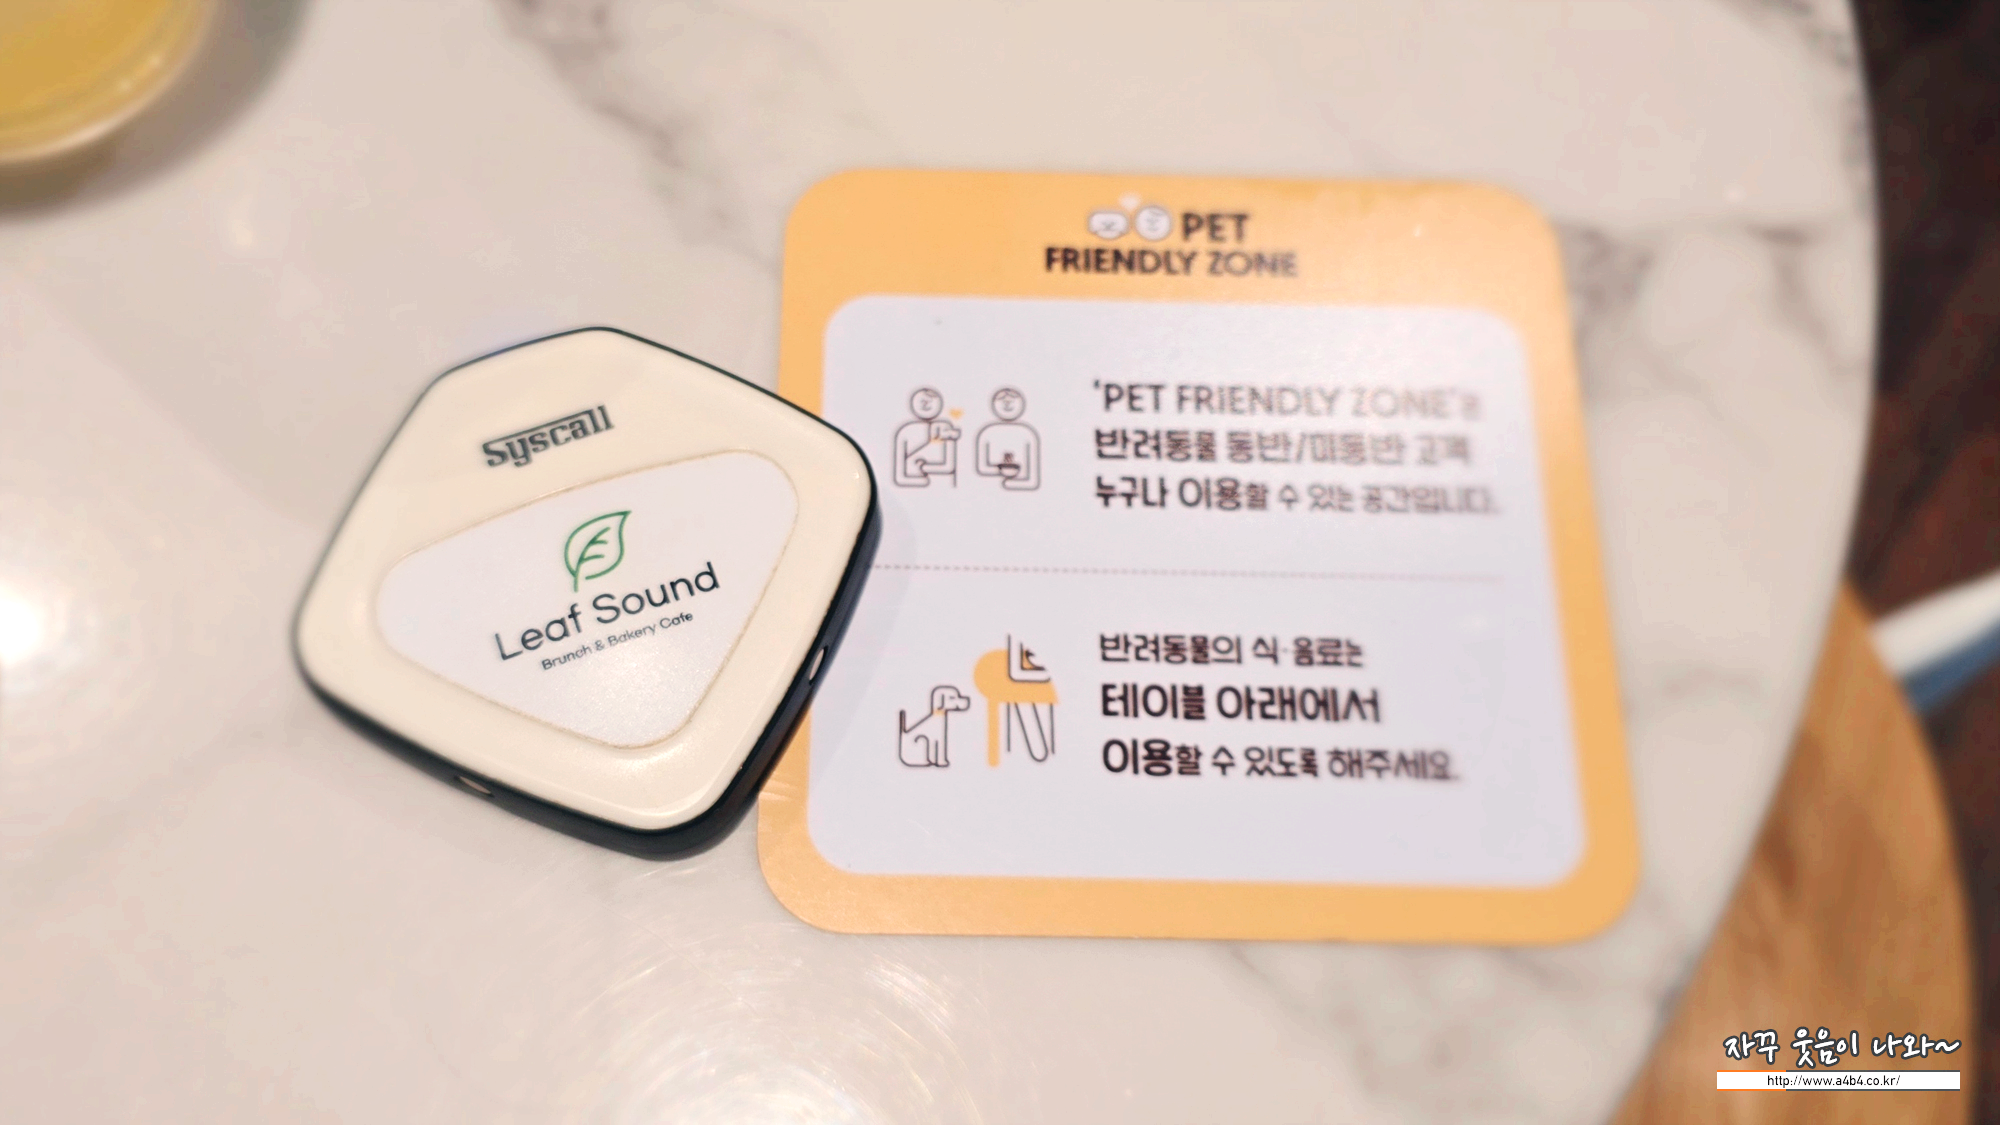 Syscall
Leaf Sound
Brunch & Bakery Cafe
PET
FRIENDLY ZONE
'PET FRIENDLY ZONE'는
반려동물 동반/미동반 고객
누구나 이용할 수 있는 공간입니다.
반려동물의 식·음료는
테이블 아래에서
이용할 수 있도록 해주세요.
자꾸 웃음이 나와~
http://www.a4b4.co.kr/